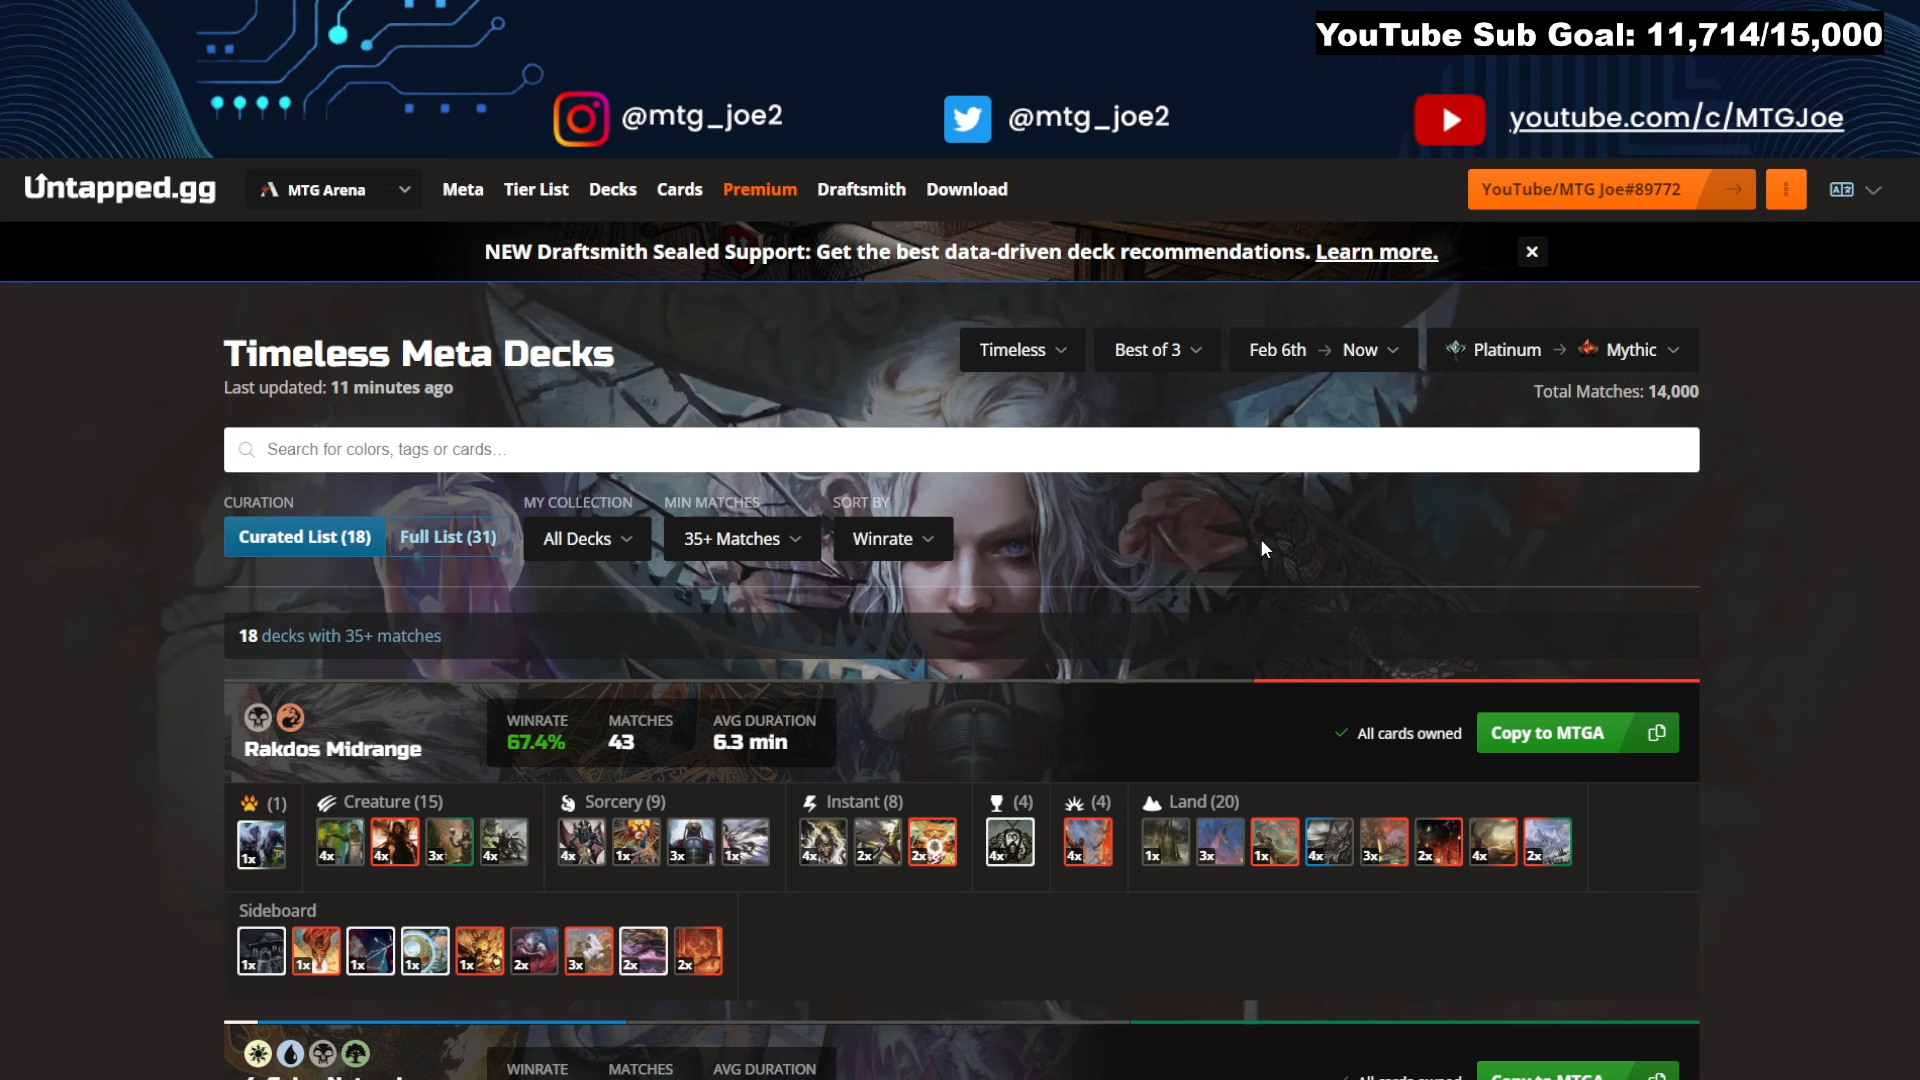 YouTube Sub Goal: 11,714/15,000
@mtg_joe2
@mtg_joe2
youtube.com/c/MTGJoe
Untapped.gg
MTG Arena
Meta
Tier List
Decks
Cards
Premium
Draftsmith
Download
YouTube/MTG Joe#89772
NEW Draftsmith Sealed Support: Get the best data-driven deck recommendations. Learn more.
Timeless Meta Decks
Last updated: 11 minutes ago
Timeless
Best of 3
Feb 6th → Now
Platinum → Mythic
Total Matches: 14,000
Search for colors, tags or cards...
CURATION
Curated List (18)
Full List (31)
MY COLLECTION
All Decks
MIN MATCHES
35+ Matches
SORT BY
Winrate
18 decks with 35+ matches
Rakdos Midrange
WINRATE
67.4%
MATCHES
43
AVG DURATION
6.3 min
All cards owned
Copy to MTGA
(1)
Creature (15)
Sorcery (9)
Instant (8)
(4)
(4)
Land (20)
1x
4x 4x 3x 4x
4x 1x 3x 1x
4x 2x 2x
4x
4x
1x 3x 1x 4x 3x 2x 4x 2x
Sideboard
1x 1x 1x 1x 1x 2x 3x 2x 2x
WINRATE
MATCHES
AVG DURATION
All cards owned
Copy to MTGA